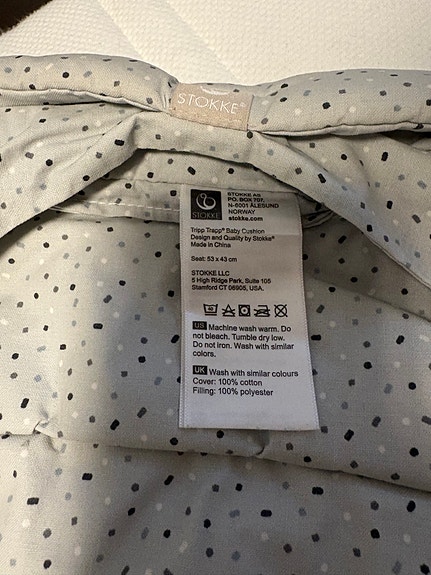 STOKKE®
STOKKE
STOKKE AS
PO. BOX 707,
N-6001 ÅLESUND
NORWAY
stokke.com
Tripp Trapp® Baby Cushion
Design and Quality by Stokke®
Made in China
Seat: 53 x 43 cm
STOKKE LLC
5 High Ridge Park, Suite 105
Stamford CT 06905, USA.
US Machine wash warm. Do
not bleach. Tumble dry low.
Do not iron. Wash with similar
colors.
UK Wash with similar colours
Cover: 100% cotton
Filling: 100% polyester